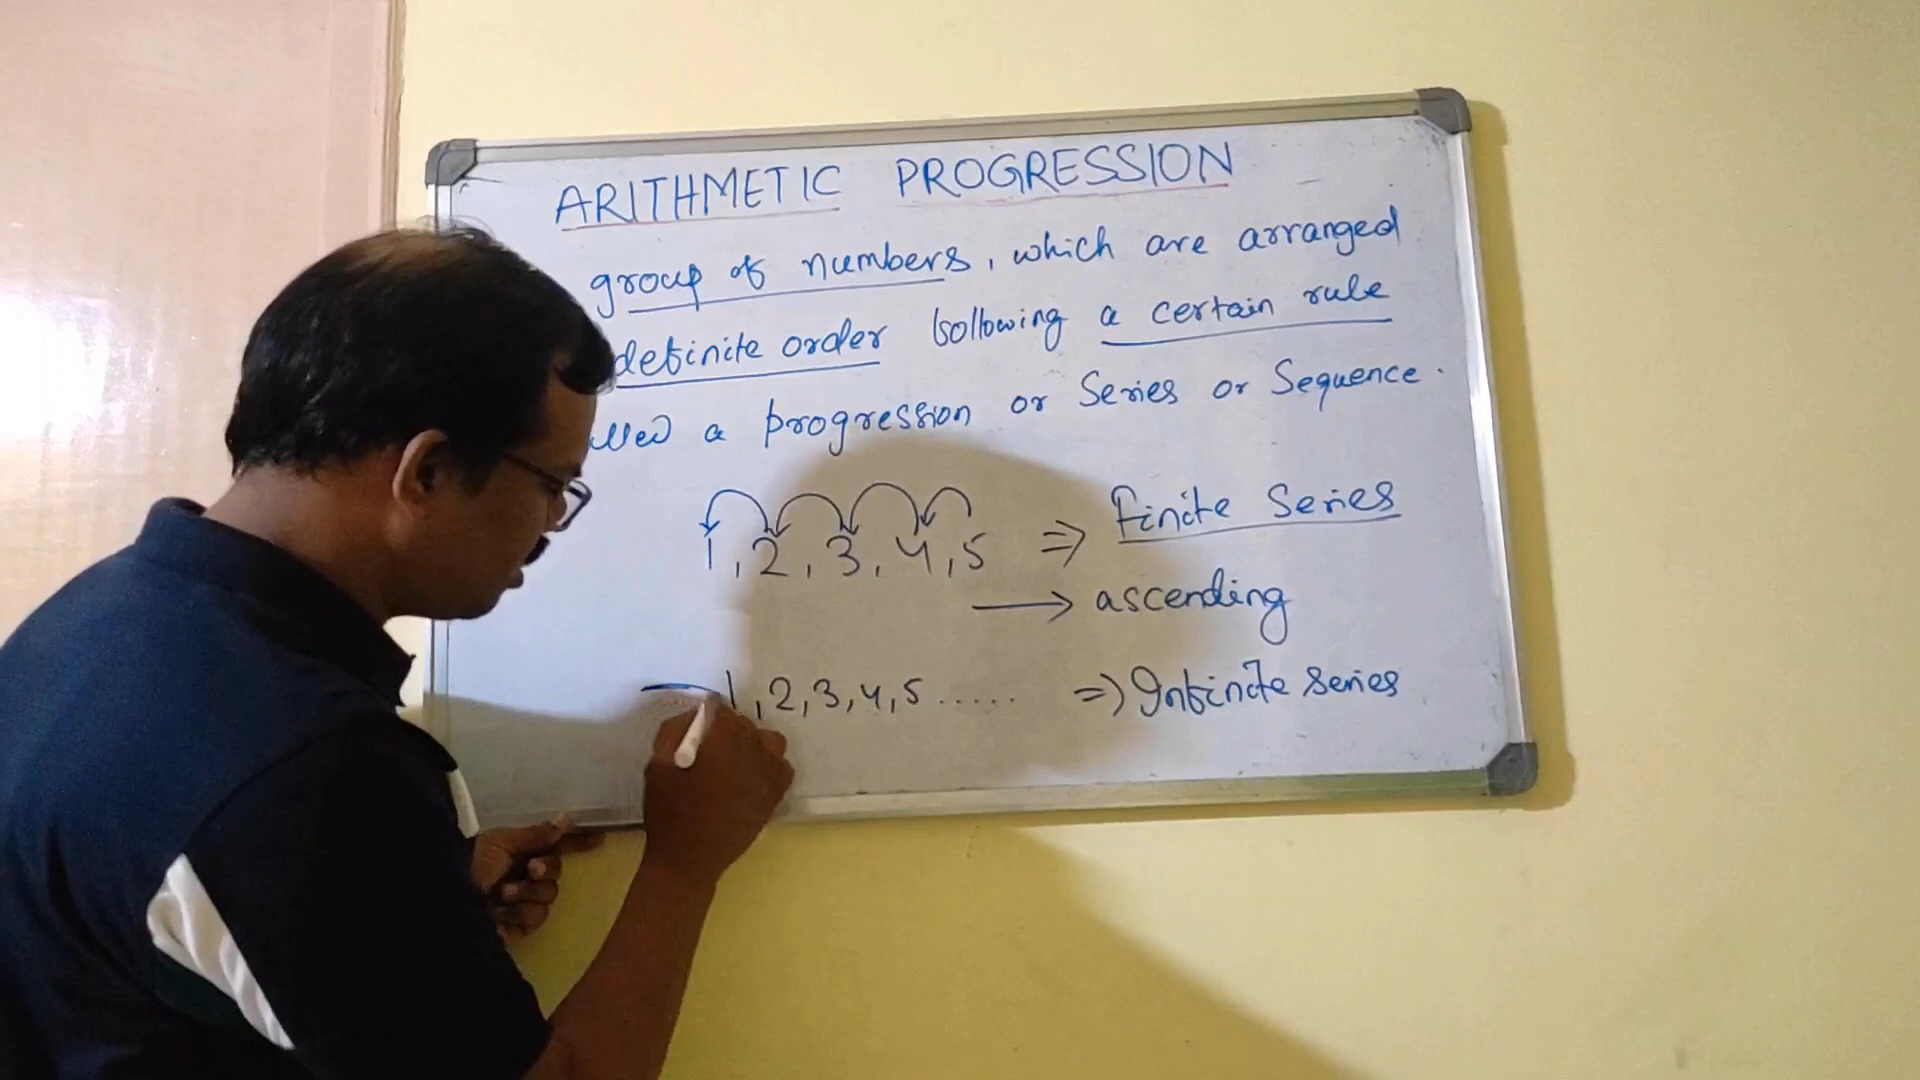 ARITHMETIC PROGRESSION
group of numbers, which are arranged
definite order following a certain rule
a progression or Series or Sequence.
1, 2, 3, 4, 5 ⇒ Finite Series
→ ascending
1, 2, 3, 4, 5 ..... ⇒ Infinite series